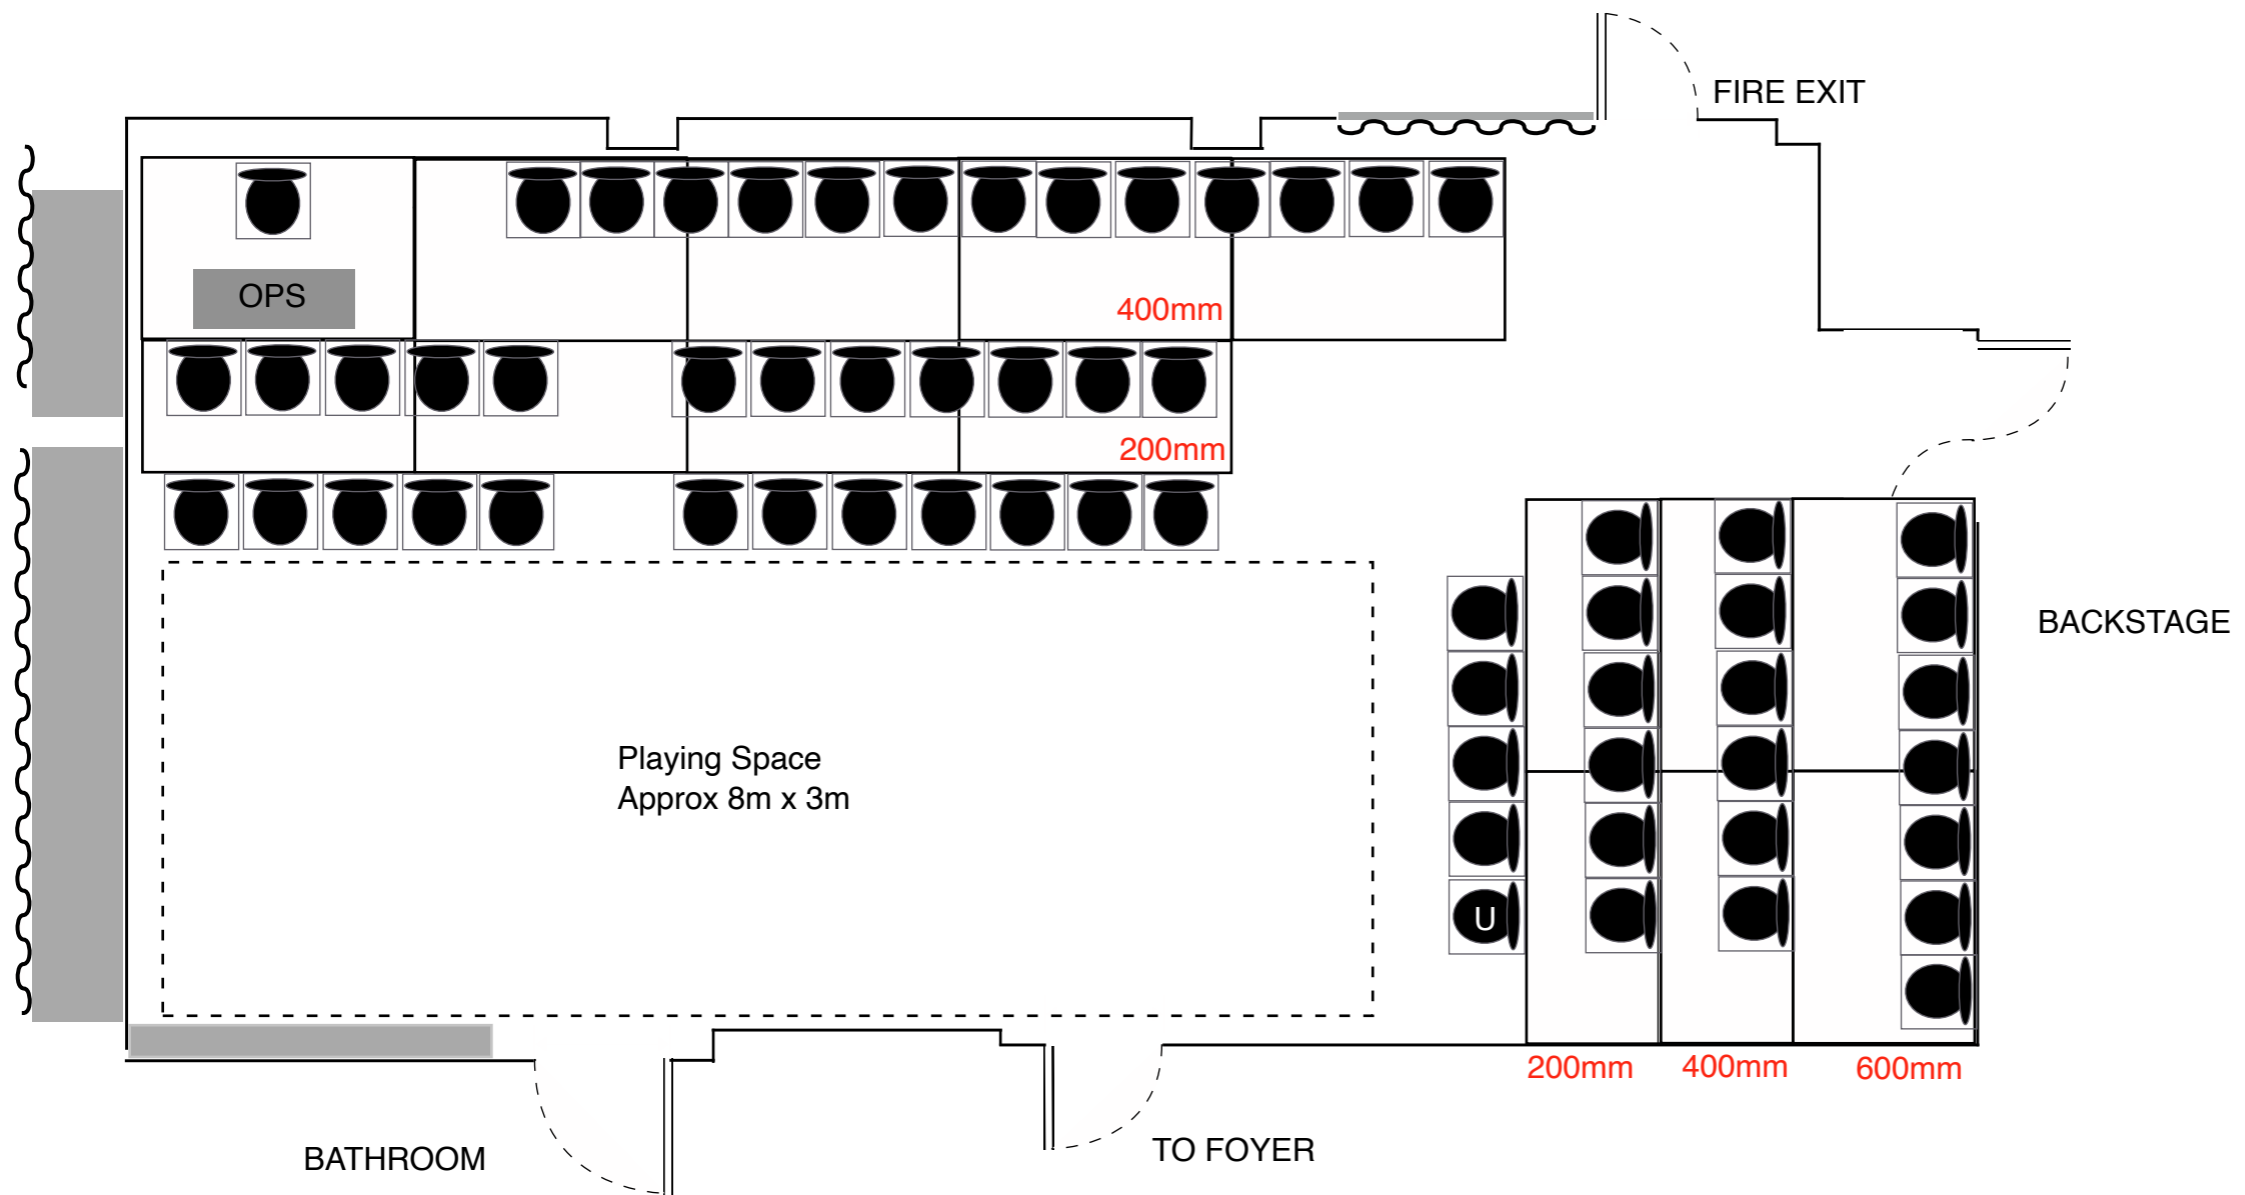 FIRE EXIT
OPS
400mm
200mm
BACKSTAGE
Playing Space
Approx 8m x 3m
U
200mm
400mm
600mm
BATHROOM
TO FOYER